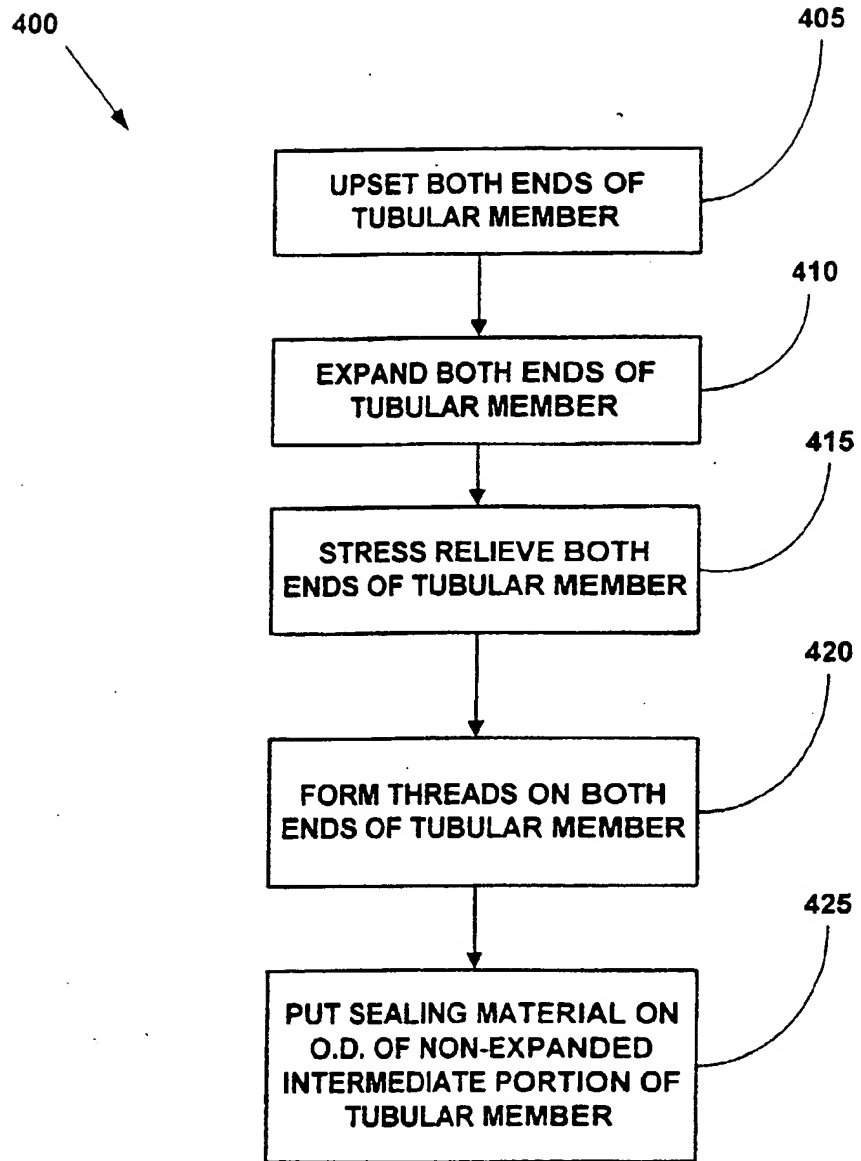 400
405
UPSET BOTH ENDS OF
TUBULAR MEMBER
410
EXPAND BOTH ENDS OF
TUBULAR MEMBER
415
STRESS RELIEVE BOTH
ENDS OF TUBULAR MEMBER
420
FORM THREADS ON BOTH
ENDS OF TUBULAR MEMBER
425
PUT SEALING MATERIAL ON
O.D. OF NON-EXPANDED
INTERMEDIATE PORTION OF
TUBULAR MEMBER